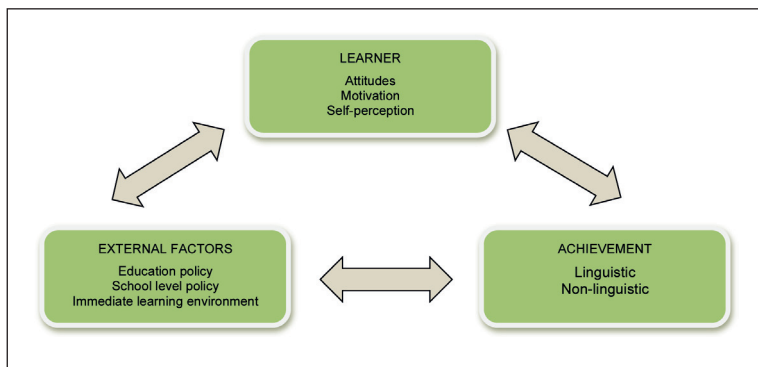 LEARNER
Attitudes
Motivation
Self-perception
EXTERNAL FACTORS
Education policy
School level policy
Immediate learning environment
ACHIEVEMENT
Linguistic
Non-linguistic